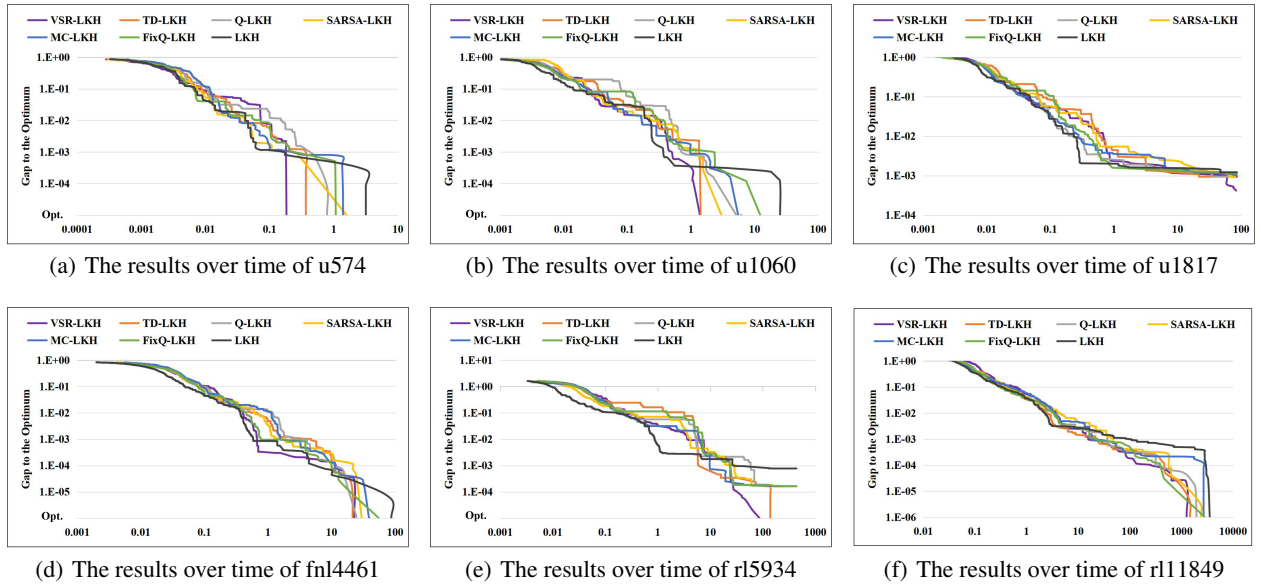 VSR-LKH TD-LKH Q-LKH SARSA-LKH
MC-LKH FixQ-LKH LKH
Gap to the Optimum
1.E+00
1.E-01
1.E-02
1.E-03
1.E-04
Opt.
0.0001 0.001 0.01 0.1 1 10
(a) The results over time of u574
VSR-LKH TD-LKH Q-LKH SARSA-LKH
MC-LKH FixQ-LKH LKH
Gap to the Optimum
1.E+00
1.E-01
1.E-02
1.E-03
1.E-04
Opt.
0.001 0.01 0.1 1 10 100
(b) The results over time of u1060
VSR-LKH TD-LKH Q-LKH SARSA-LKH
MC-LKH FixQ-LKH LKH
Gap to the Optimum
1.E+00
1.E-01
1.E-02
1.E-03
1.E-04
0.001 0.01 0.1 1 10 100
(c) The results over time of u1817
VSR-LKH TD-LKH Q-LKH SARSA-LKH
MC-LKH FixQ-LKH LKH
Gap to the Optimum
1.E+00
1.E-01
1.E-02
1.E-03
1.E-04
1.E-05
Opt.
0.001 0.01 0.1 1 10 100
(d) The results over time of fnl4461
VSR-LKH TD-LKH Q-LKH SARSA-LKH
MC-LKH FixQ-LKH LKH
Gap to the Optimum
1.E+01
1.E+00
1.E-01
1.E-02
1.E-03
1.E-04
Opt.
0.001 0.01 0.1 1 10 100 1000
(e) The results over time of rl5934
VSR-LKH TD-LKH Q-LKH SARSA-LKH
MC-LKH FixQ-LKH LKH
Gap to the Optimum
1.E+00
1.E-01
1.E-02
1.E-03
1.E-04
1.E-05
1.E-06
0.01 0.1 1 10 100 1000 10000
(f) The results over time of rl11849